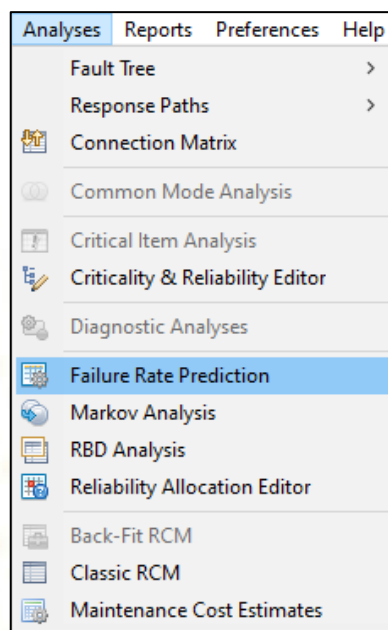 Analyses Reports Preferences Help
Fault Tree >
Response Paths >
Connection Matrix
Common Mode Analysis
Critical Item Analysis
Criticality & Reliability Editor
Diagnostic Analyses
Failure Rate Prediction
Markov Analysis
RBD Analysis
Reliability Allocation Editor
Back-Fit RCM
Classic RCM
Maintenance Cost Estimates